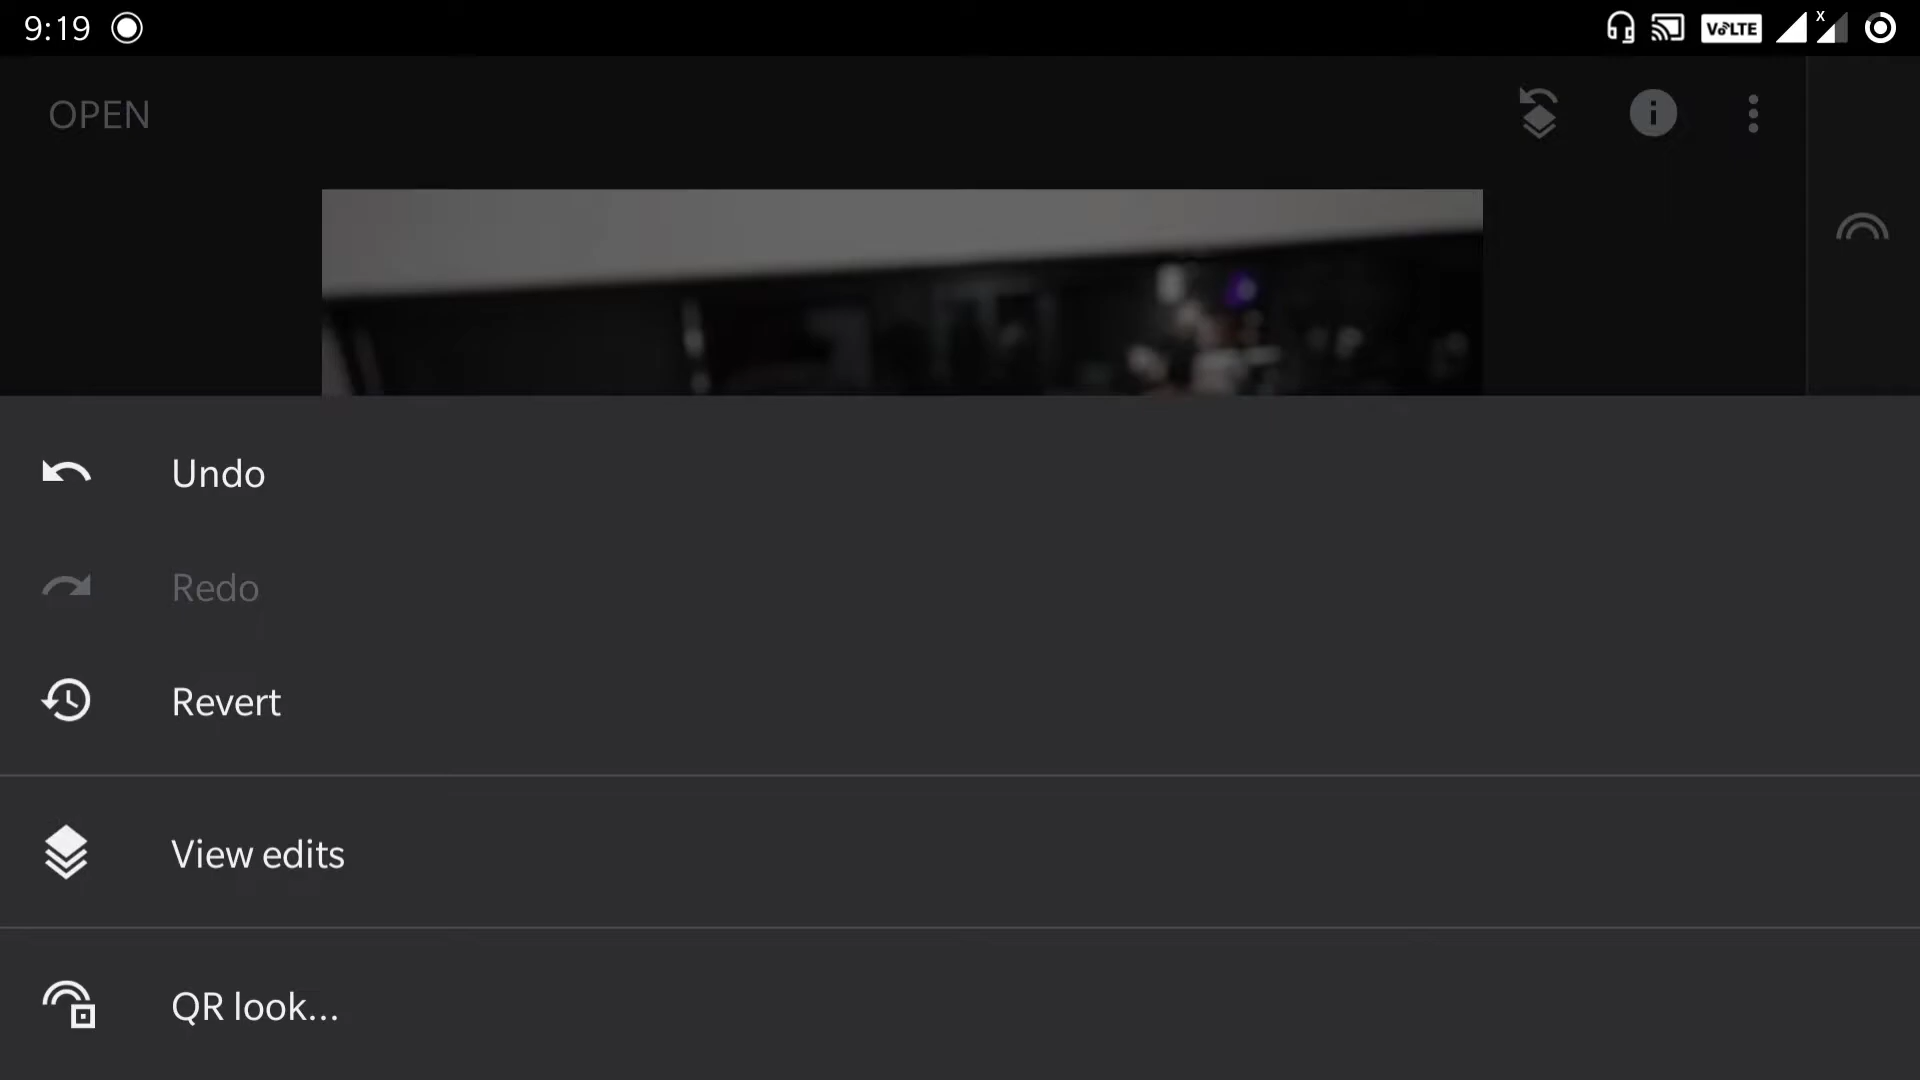 9:19
x
VoLTE
OPEN
Undo
Redo
Revert
View edits
QR look...